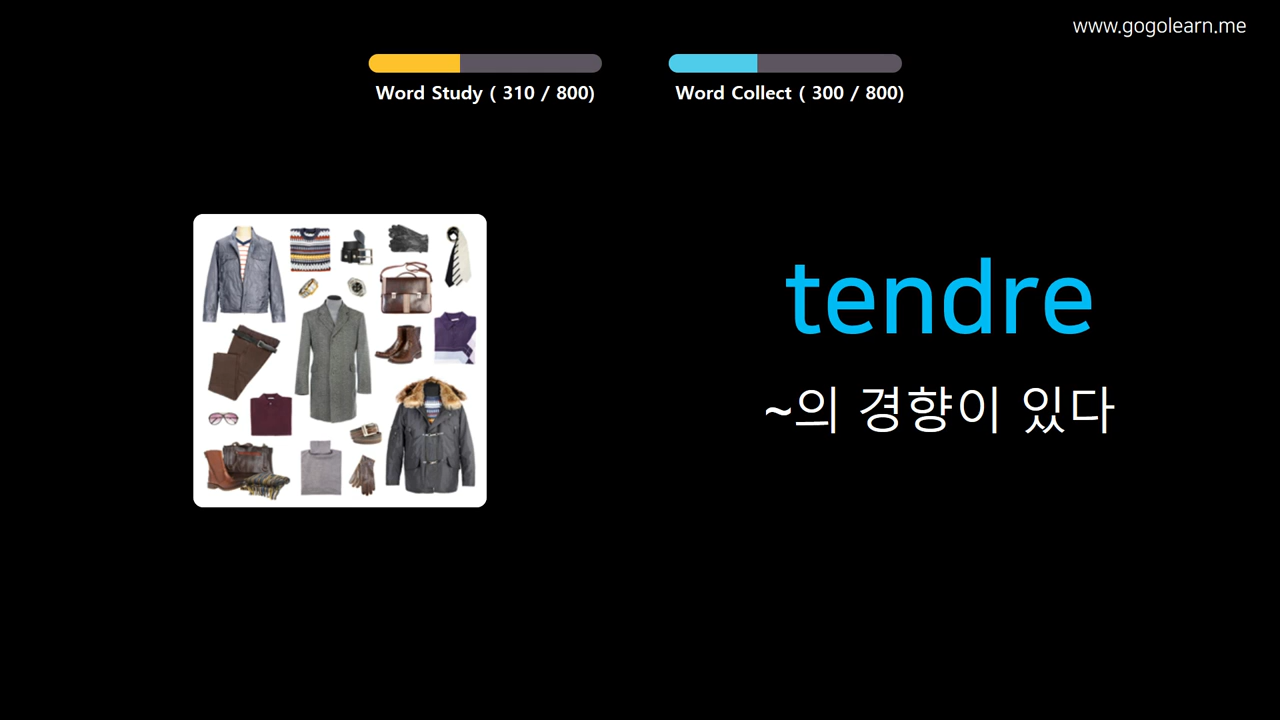 www.gogolearn.me
Word Study ( 310 / 800)
Word Collect ( 300 / 800)
tendre
~의 경향이 있다